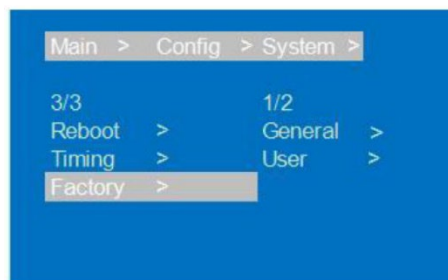 Main > Config > System >
3/3 1/2
Reboot > General >
Timing > User >
Factory >